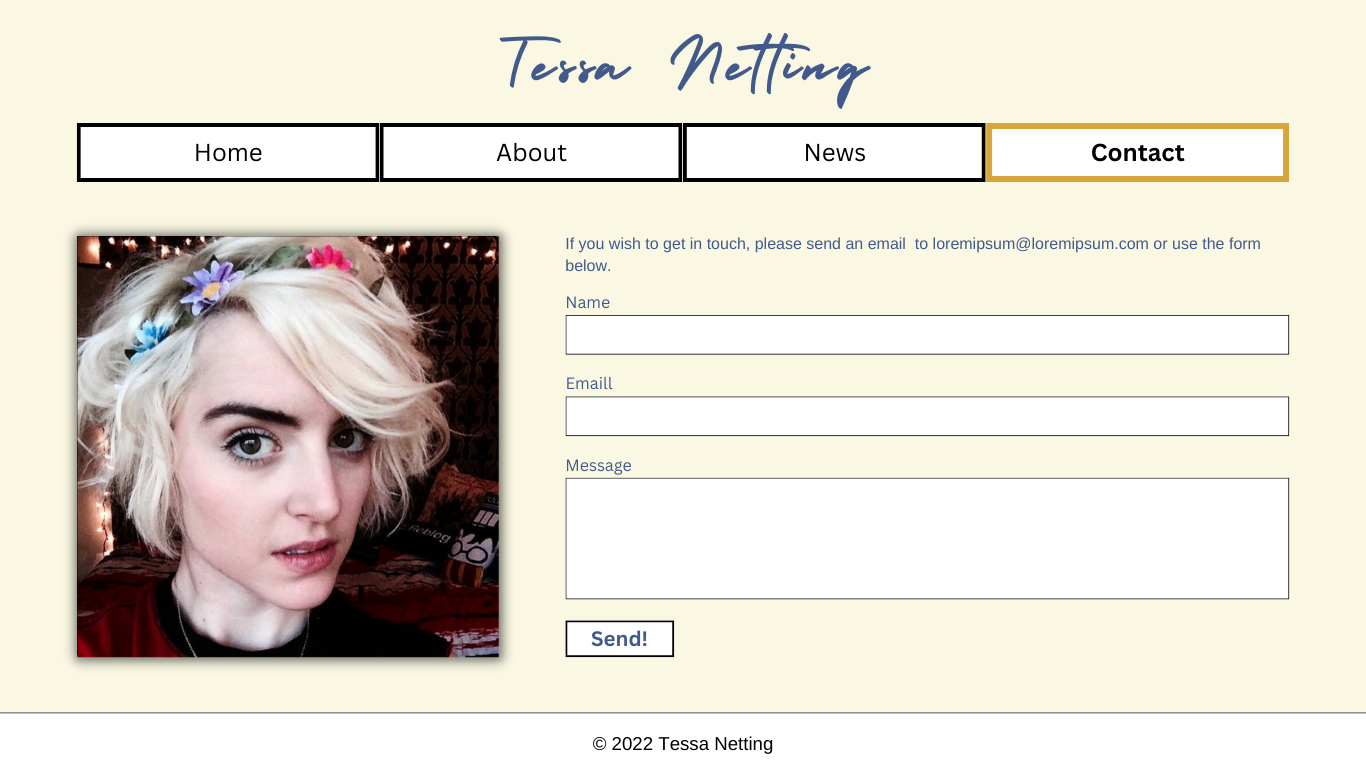 Tessa Netting
Home
About
News
Contact
If you wish to get in touch, please send an email  to loremipsum@loremipsum.com or use the form
below.
Name
Emaill
Message
Send!
© 2022 Tessa Netting